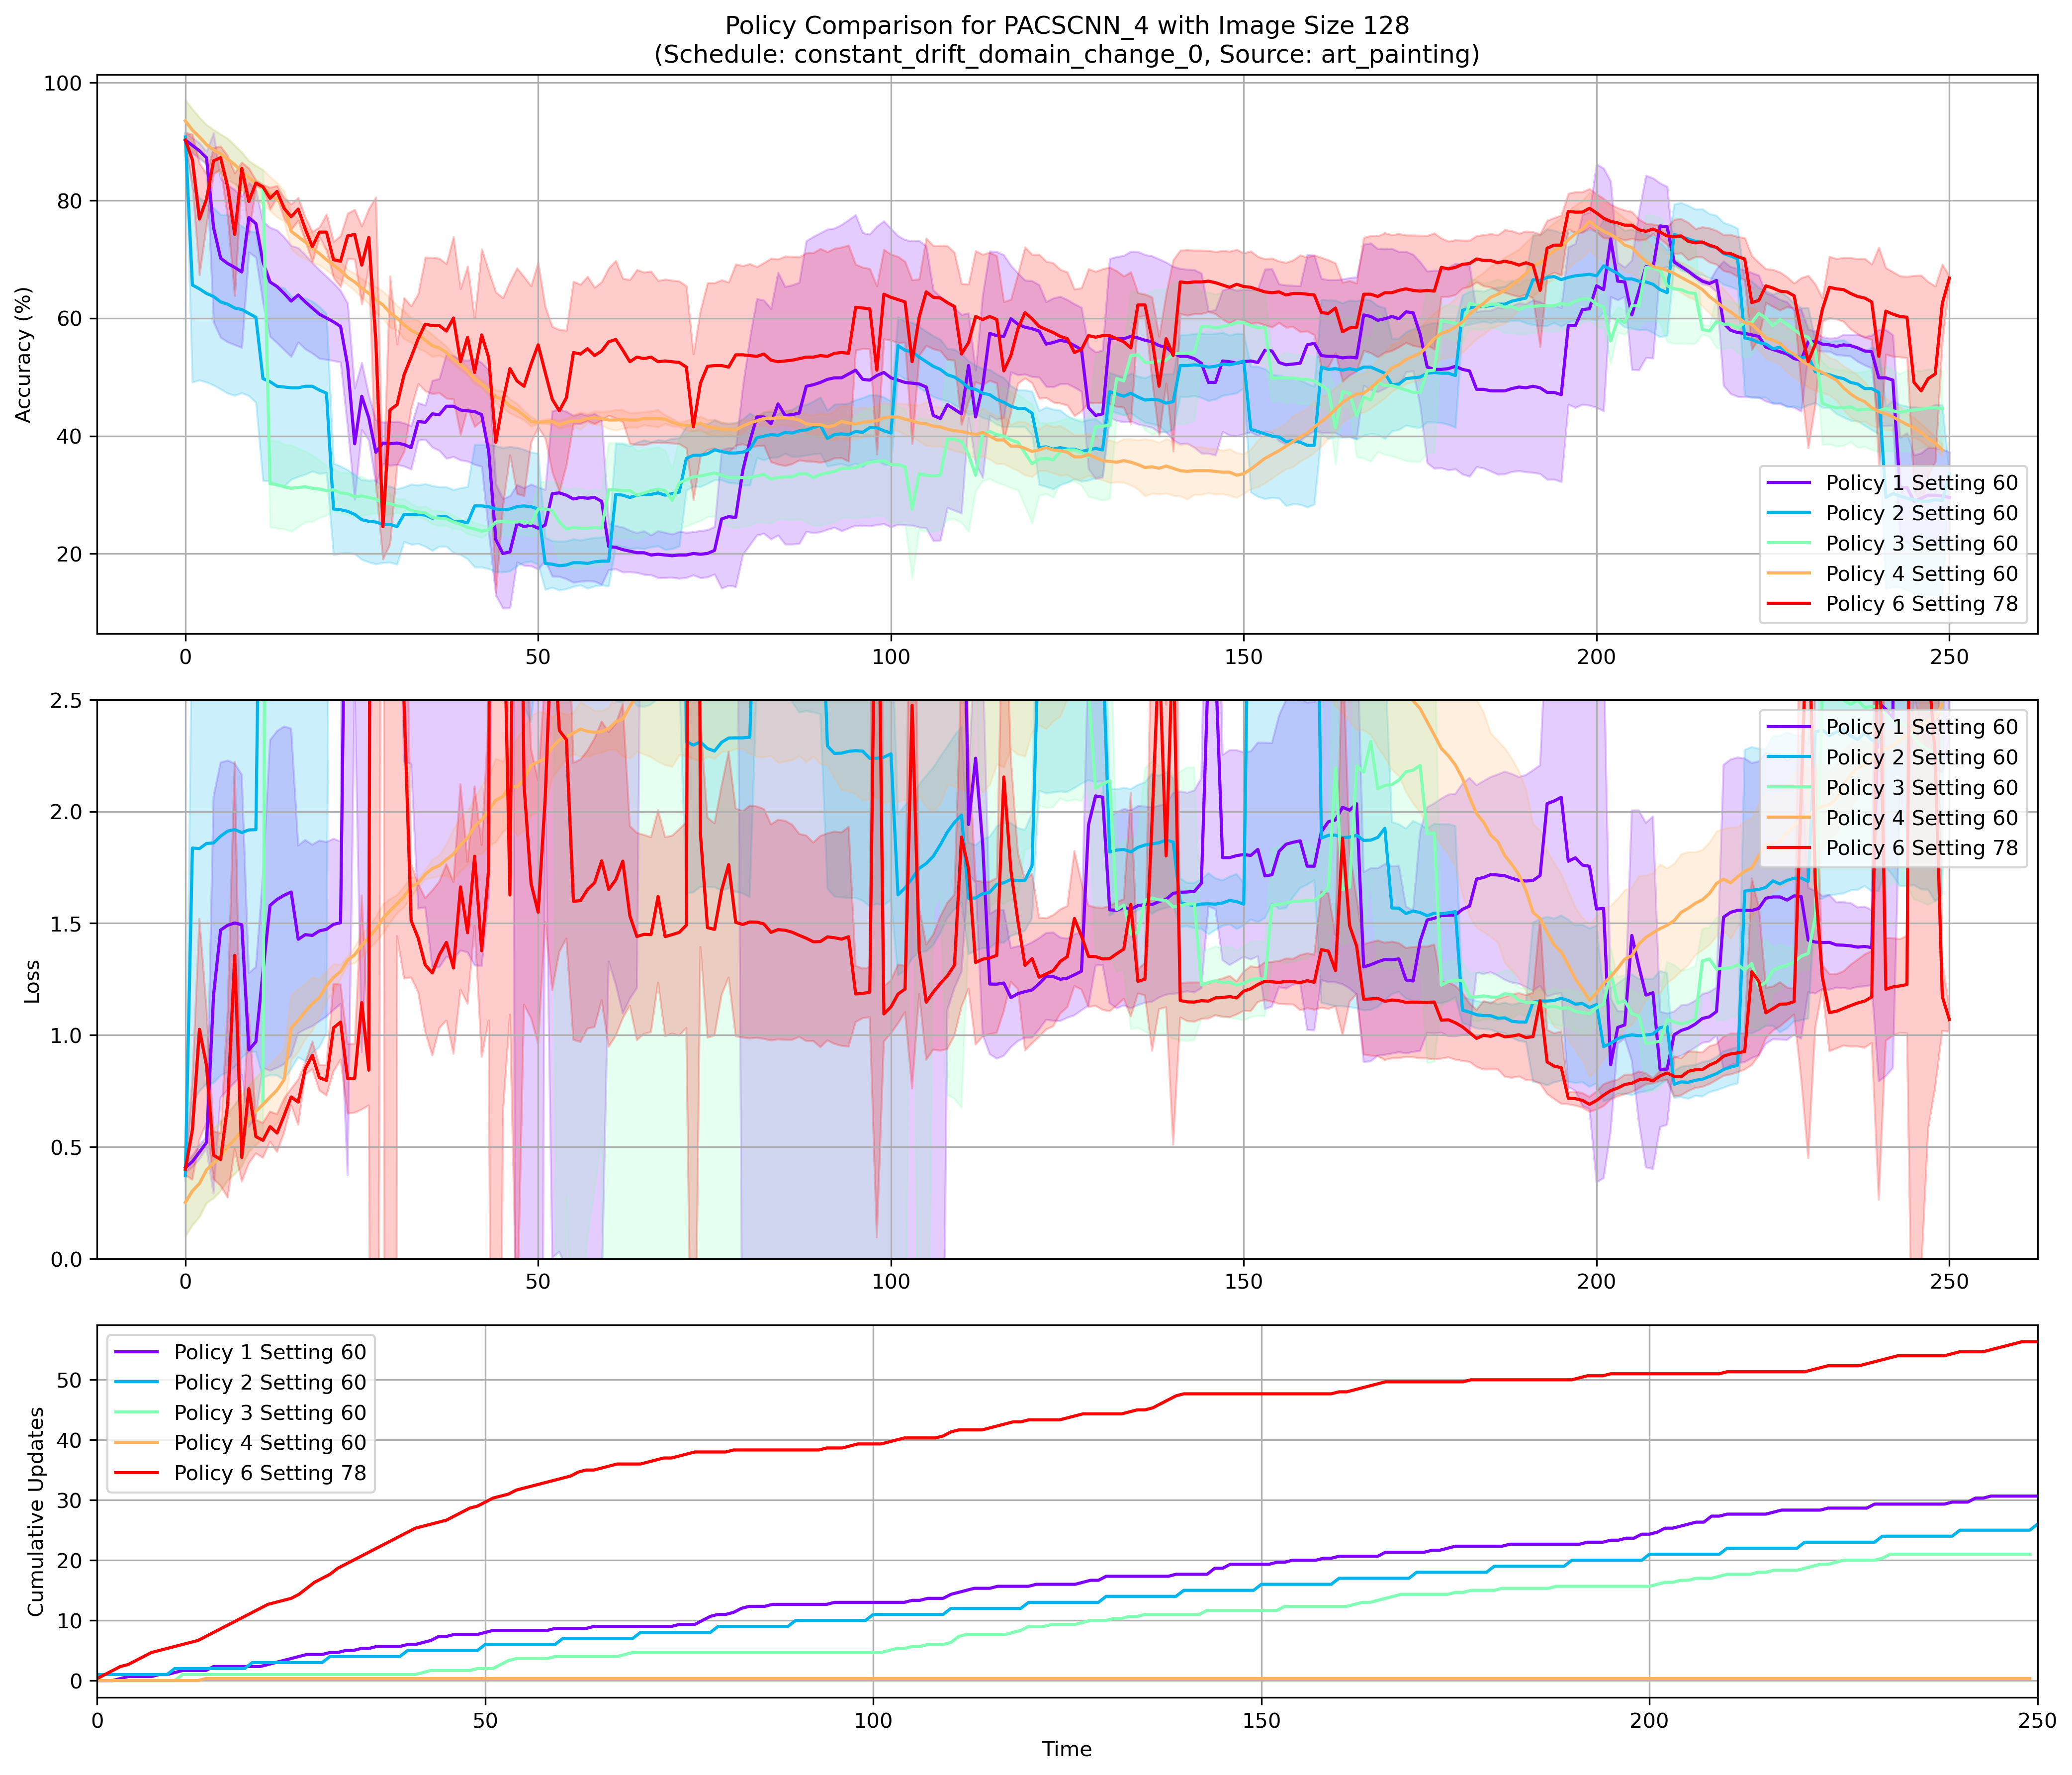 Policy Comparison for PACSCNN_4 with Image Size 128
(Schedule: constant_drift_domain_change_0, Source: art_painting)
100
80
60
40
20
Accuracy (%)
0
50
100
150
200
250
Policy 1 Setting 60
Policy 2 Setting 60
Policy 3 Setting 60
Policy 4 Setting 60
Policy 6 Setting 78
2.5
2.0
1.5
1.0
0.5
0.0
Loss
0
50
100
150
200
250
Policy 1 Setting 60
Policy 2 Setting 60
Policy 3 Setting 60
Policy 4 Setting 60
Policy 6 Setting 78
50
40
30
20
10
0
Cumulative Updates
Policy 1 Setting 60
Policy 2 Setting 60
Policy 3 Setting 60
Policy 4 Setting 60
Policy 6 Setting 78
0
50
100
150
200
250
Time